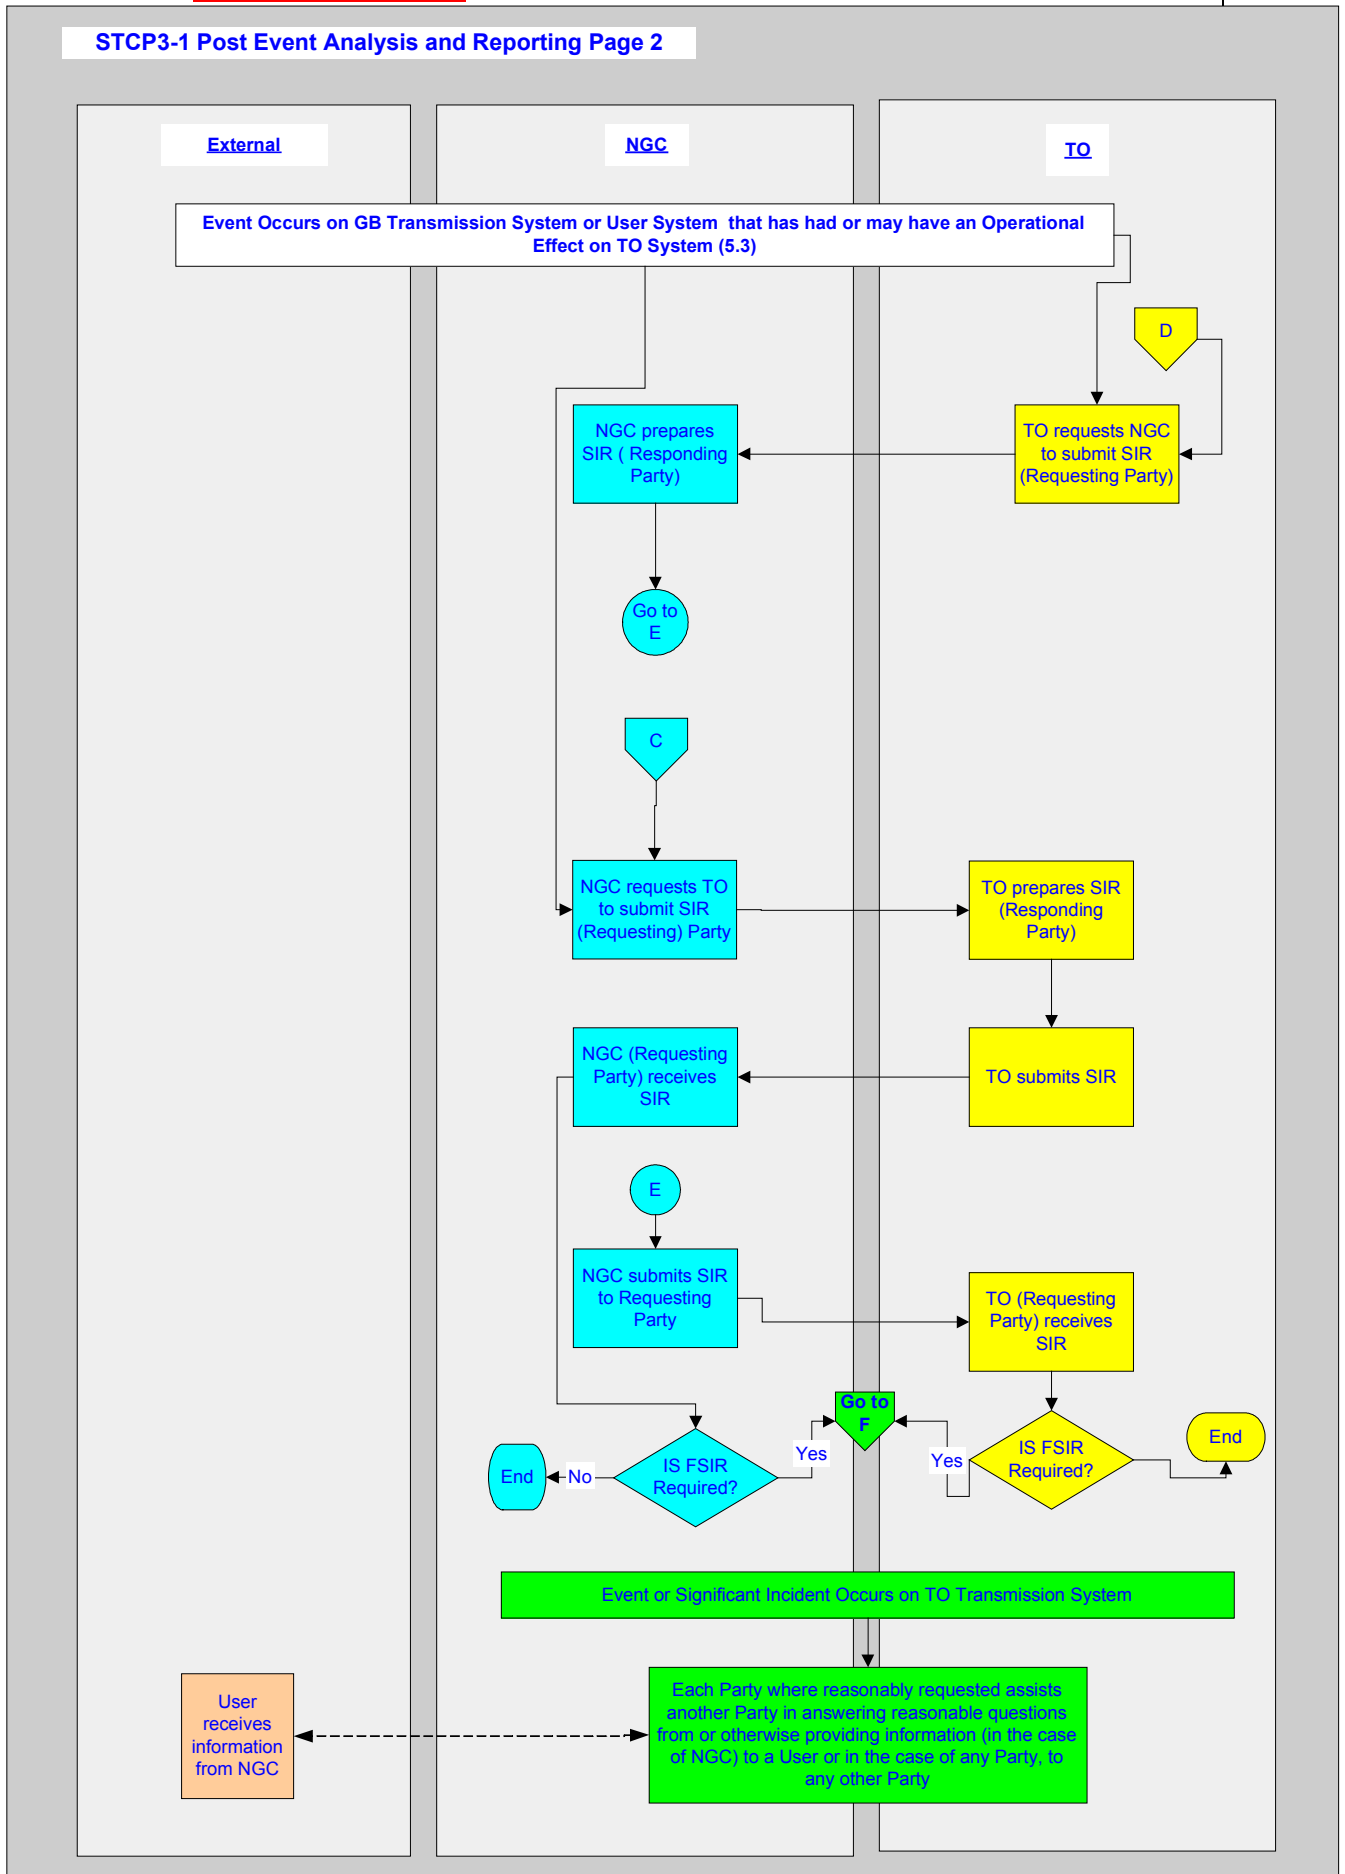 STCP3-1 Post Event Analysis and Reporting Page 2
External
NGC
TO
Event Occurs on GB Transmission System or User System  that has had or may have an Operational
Effect on TO System (5.3)
D
NGC prepares
SIR ( Responding
Party)
TO requests NGC
to submit SIR
(Requesting Party)
Go to
E
C
NGC requests TO
to submit SIR
(Requesting) Party
TO prepares SIR
(Responding
Party)
NGC (Requesting
Party) receives
SIR
TO submits SIR
E
NGC submits SIR
to Requesting
Party
TO (Requesting
Party) receives
SIR
Go to
F
End
No
IS FSIR
Required?
Yes
Yes
IS FSIR
Required?
End
Event or Significant Incident Occurs on TO Transmission System
User
receives
information
from NGC
Each Party where reasonably requested assists
another Party in answering reasonable questions
from or otherwise providing information (in the case
of NGC) to a User or in the case of any Party, to
any other Party